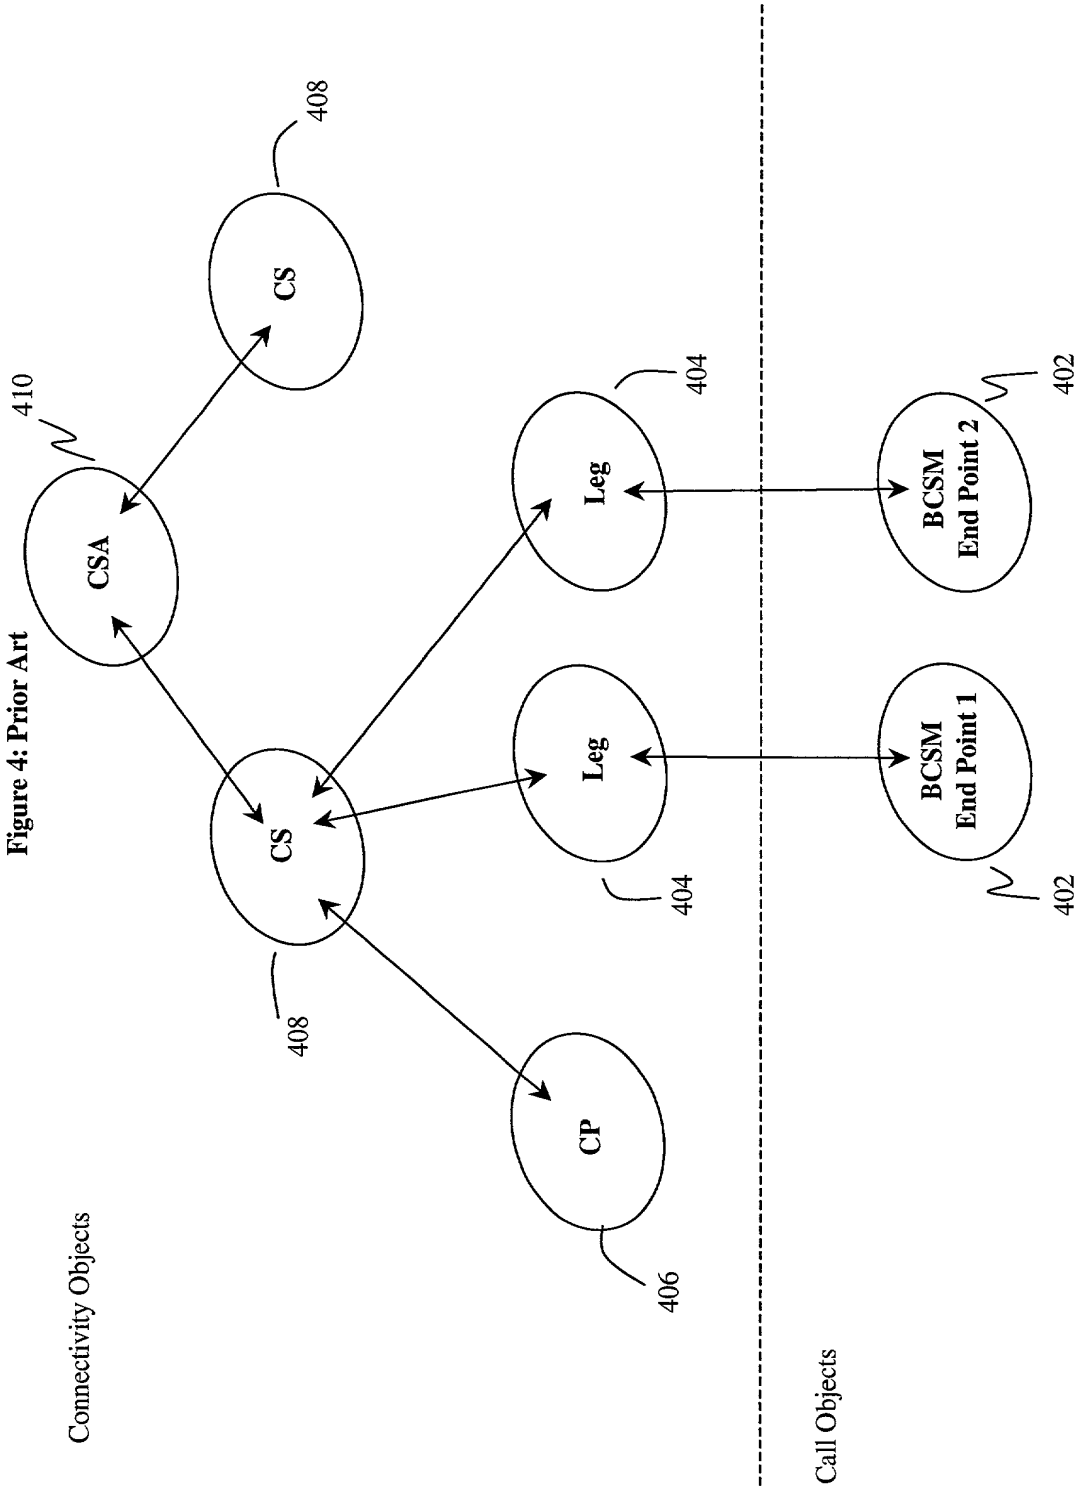 Figure 4: Prior Art
410
Connectivity Objects
CSA
408
CS
CS
408
404
CP
Leg
Leg
406
404
Call Objects
BCSM
End Point 1
BCSM
End Point 2
402
402